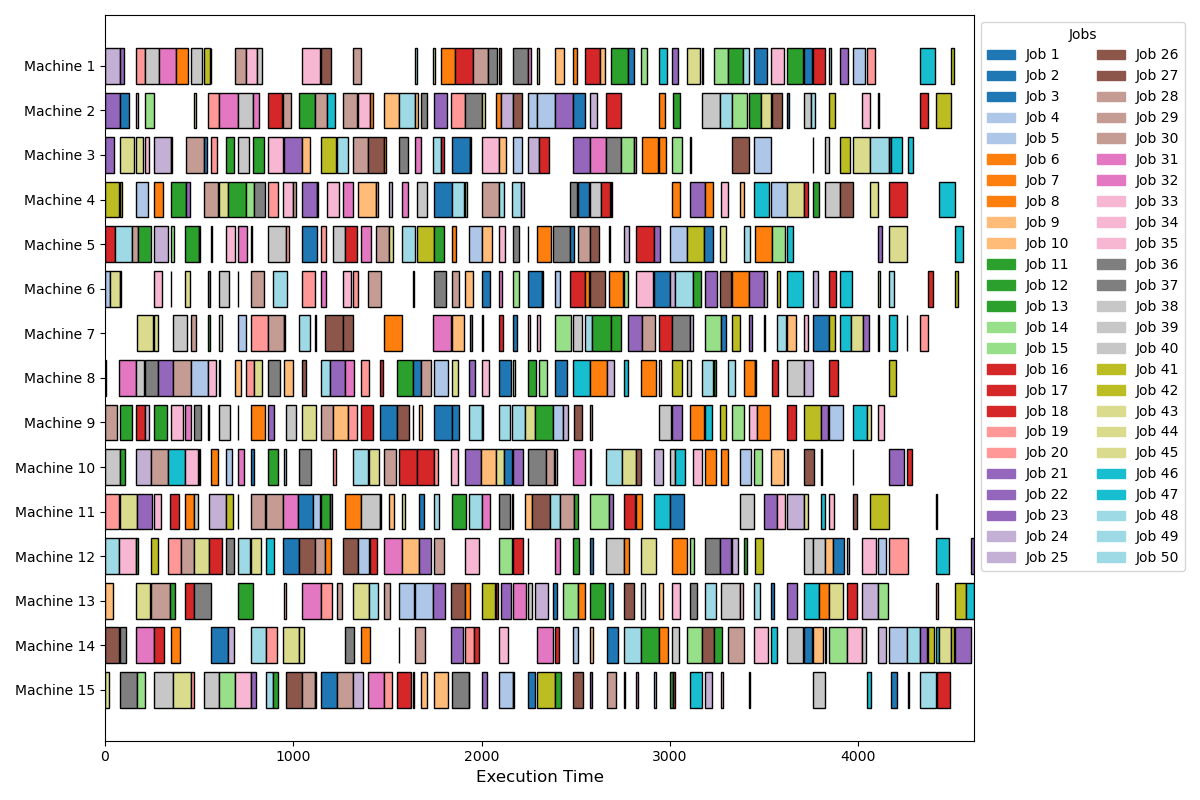 Machine 1
Machine 2
Machine 3
Machine 4
Machine 5
Machine 6
Machine 7
Machine 8
Machine 9
Machine 10
Machine 11
Machine 12
Machine 13
Machine 14
Machine 15
0 1000 2000 3000 4000
Execution Time
Jobs
Job 1 Job 26
Job 2 Job 27
Job 3 Job 28
Job 4 Job 29
Job 5 Job 30
Job 6 Job 31
Job 7 Job 32
Job 8 Job 33
Job 9 Job 34
Job 10 Job 35
Job 11 Job 36
Job 12 Job 37
Job 13 Job 38
Job 14 Job 39
Job 15 Job 40
Job 16 Job 41
Job 17 Job 42
Job 18 Job 43
Job 19 Job 44
Job 20 Job 45
Job 21 Job 46
Job 22 Job 47
Job 23 Job 48
Job 24 Job 49
Job 25 Job 50